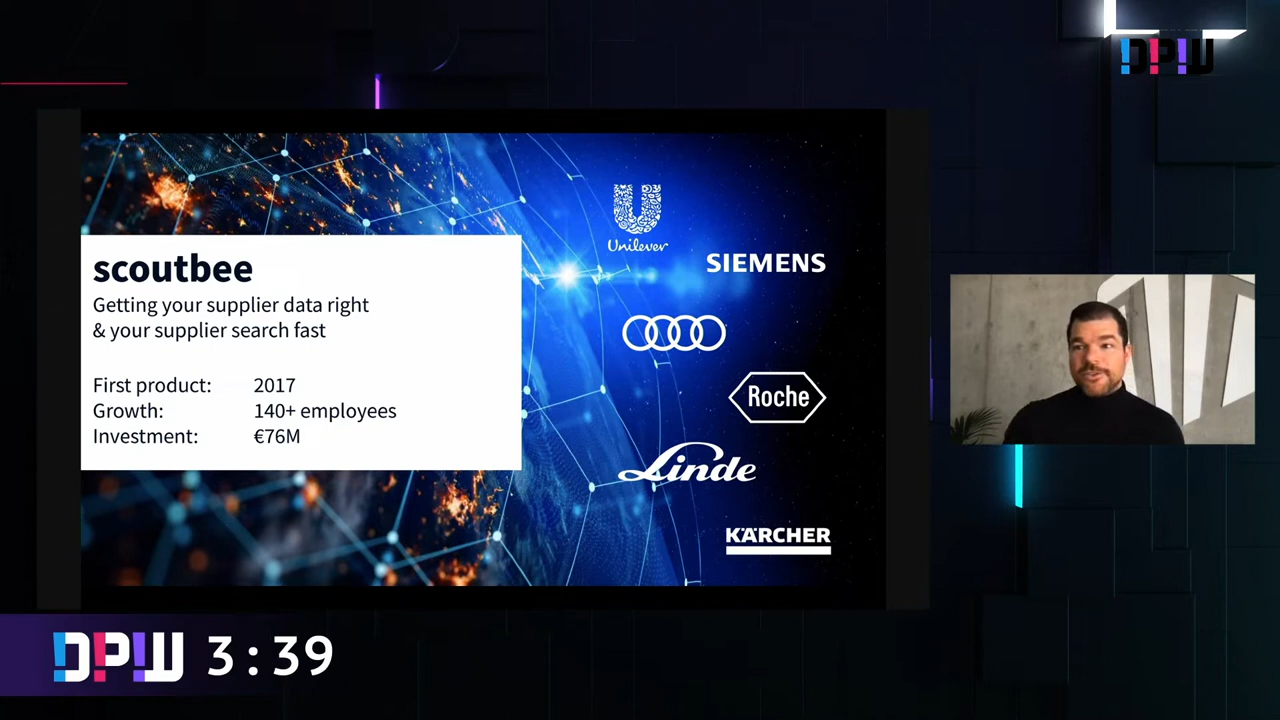 DPW
scoutbee
Getting your supplier data right
& your supplier search fast
First product: 2017
Growth: 140+ employees
Investment: €76M
Unilever
SIEMENS
Roche
Linde
KÄRCHER
DPW 3:39